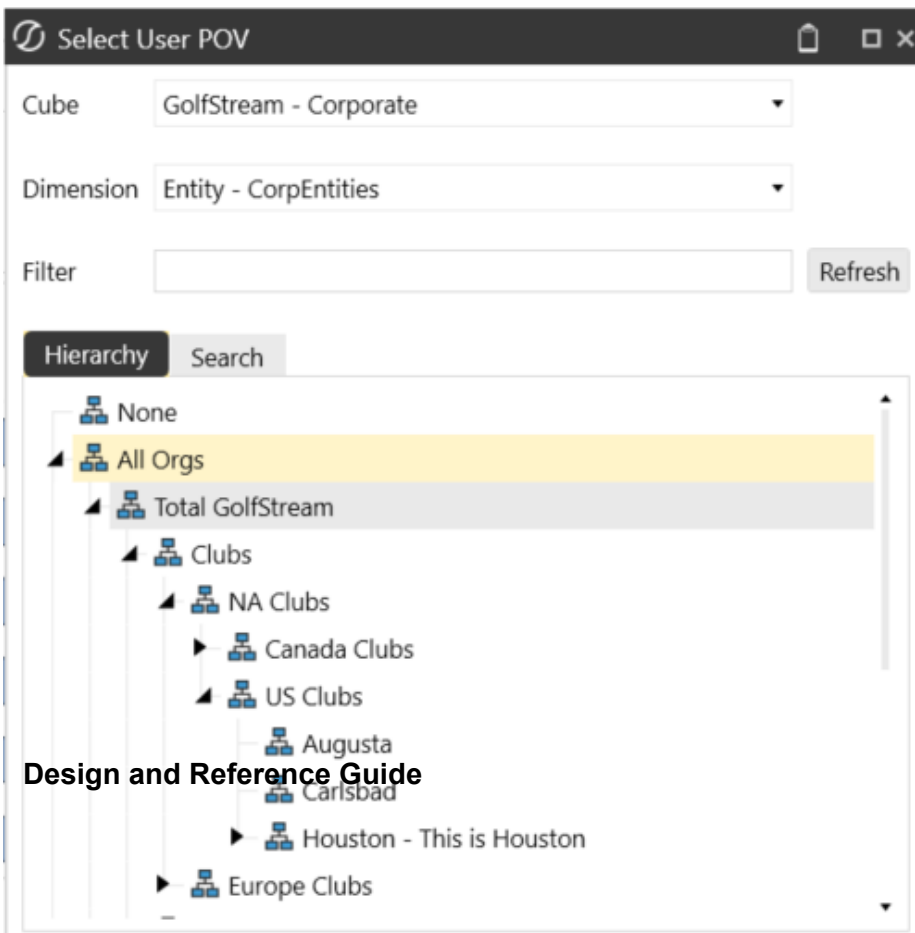 Select User POV
Cube GolfStream - Corporate
Dimension Entity - CorpEntities
Filter Refresh
Hierarchy Search
None
All Orgs
Total GolfStream
Clubs
NA Clubs
Canada Clubs
US Clubs
Augusta
Design and Reference Guide
Carlsbad
Houston - This is Houston
Europe Clubs